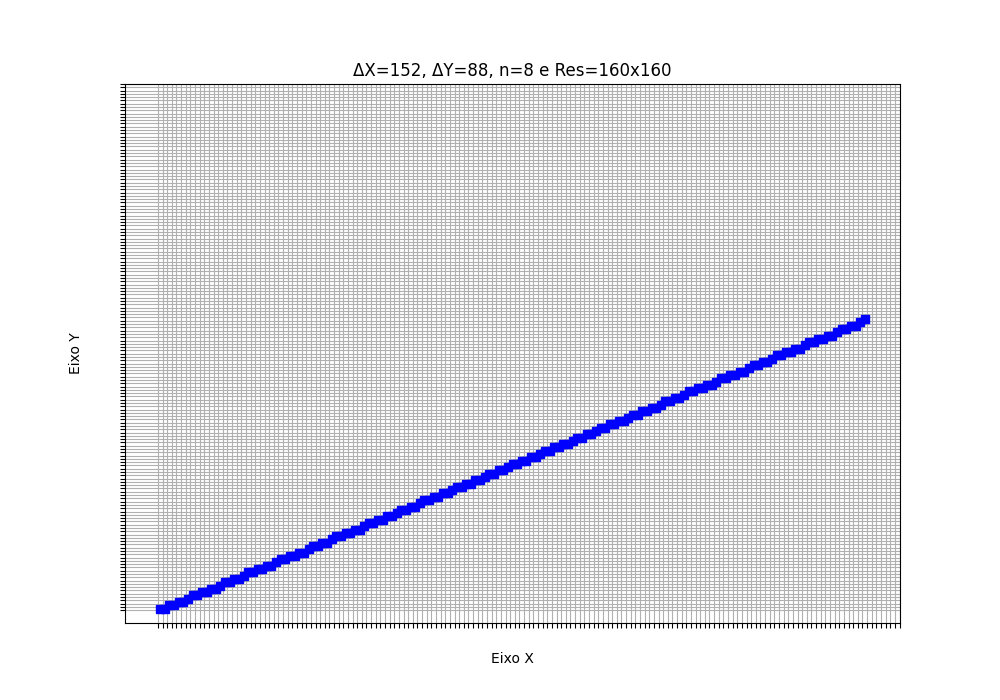 ΔX=152, ΔY=88, n=8 e Res=160x160
Eixo Y
Eixo X